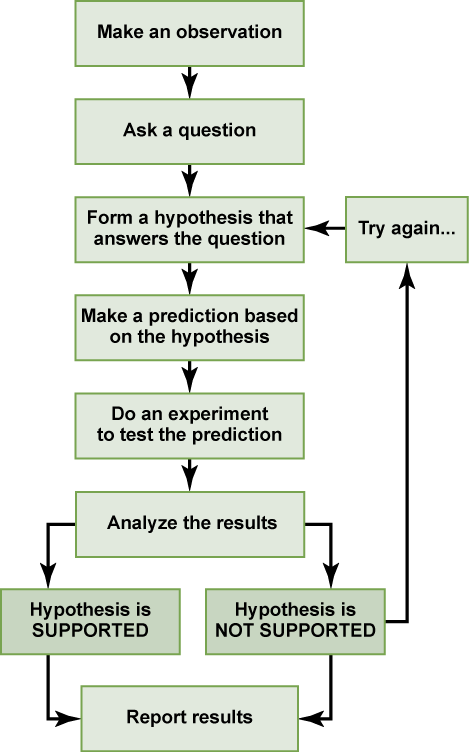 Make an observation
Ask a question
Form a hypothesis that
answers the question
Try again...
Make a prediction based
on the hypothesis
Do an experiment
to test the prediction
Analyze the results
Hypothesis is
SUPPORTED
Hypothesis is
NOT SUPPORTED
Report results